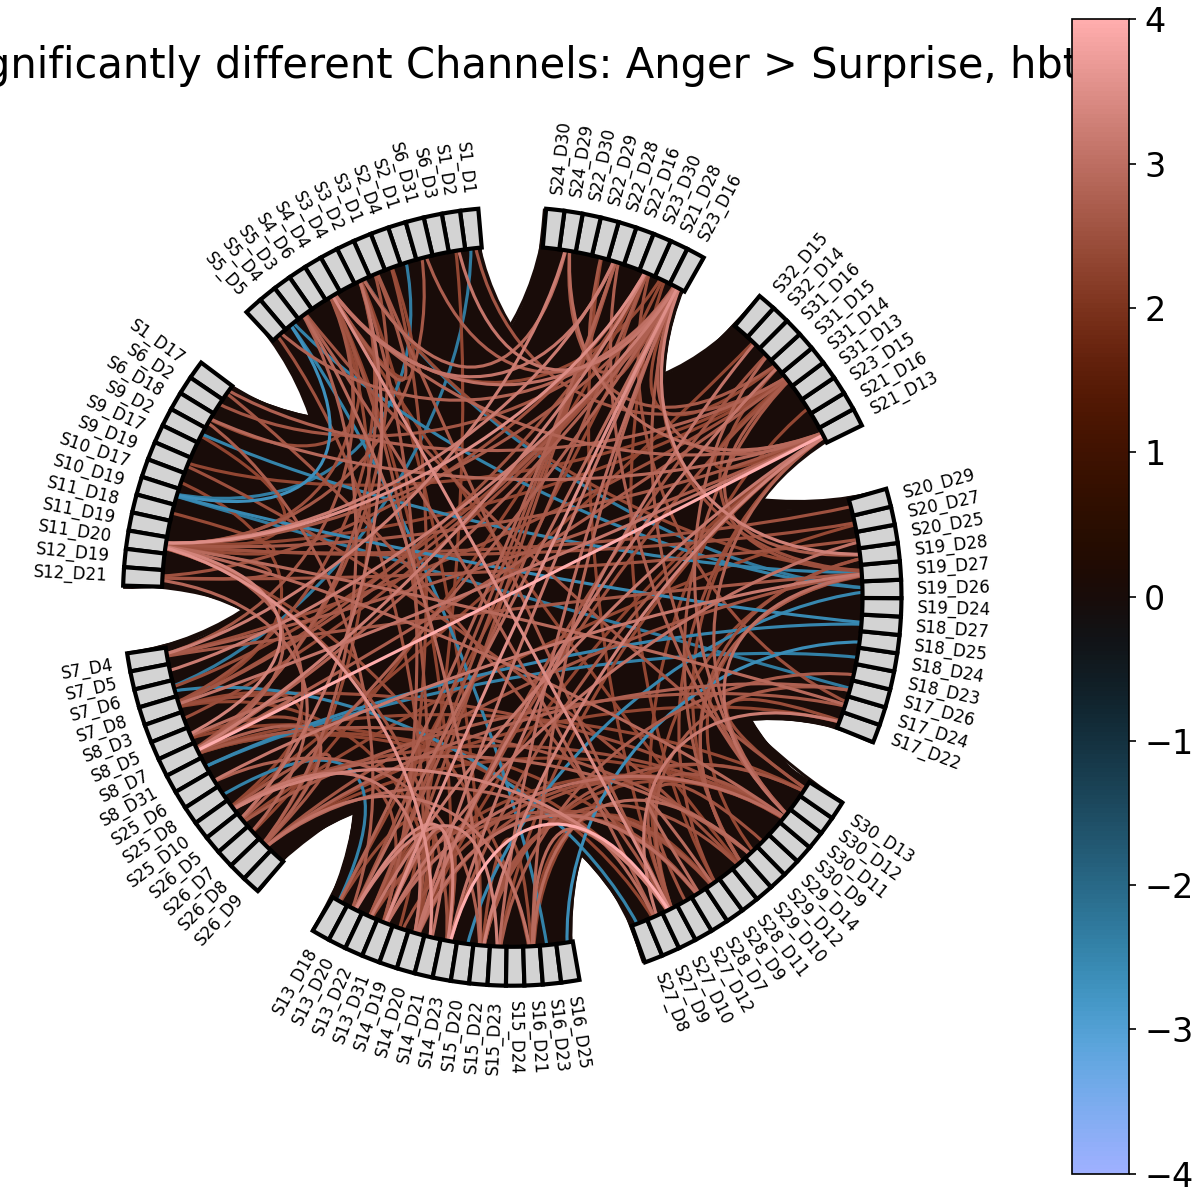 gnificantly different Channels: Anger > Surprise, hbt
S24_D30
S24_D29
S22_D30
S22_D29
S22_D28
S22_D16
S23_D30
S21_D28
S23_D16
S32_D15
S32_D14
S31_D16
S31_D15
S31_D14
S31_D13
S23_D15
S21_D16
S21_D13
S20_D29
S20_D27
S20_D25
S19_D28
S19_D27
S19_D26
S19_D24
S18_D27
S18_D25
S18_D24
S18_D23
S17_D26
S17_D24
S17_D22
S30_D13
S30_D12
S30_D11
S30_D9
S29_D14
S29_D12
S29_D10
S28_D11
S28_D9
S28_D7
S27_D12
S27_D10
S27_D9
S27_D8
S16_D25
S16_D23
S16_D21
S15_D24
S15_D23
S15_D22
S15_D20
S14_D23
S14_D21
S14_D20
S14_D19
S13_D31
S13_D22
S13_D20
S13_D18
S26_D9
S26_D8
S26_D7
S26_D5
S25_D10
S25_D8
S25_D6
S8_D31
S8_D7
S8_D5
S8_D3
S7_D8
S7_D6
S7_D5
S7_D4
S12_D21
S12_D19
S11_D20
S11_D19
S11_D18
S10_D19
S10_D17
S9_D19
S9_D17
S9_D2
S6_D18
S6_D2
S1_D17
S5_D5
S5_D4
S5_D3
S4_D6
S4_D4
S3_D4
S3_D2
S3_D1
S2_D4
S2_D1
S6_D31
S6_D3
S1_D2
S1_D1
4
3
2
1
0
−1
−2
−3
−4